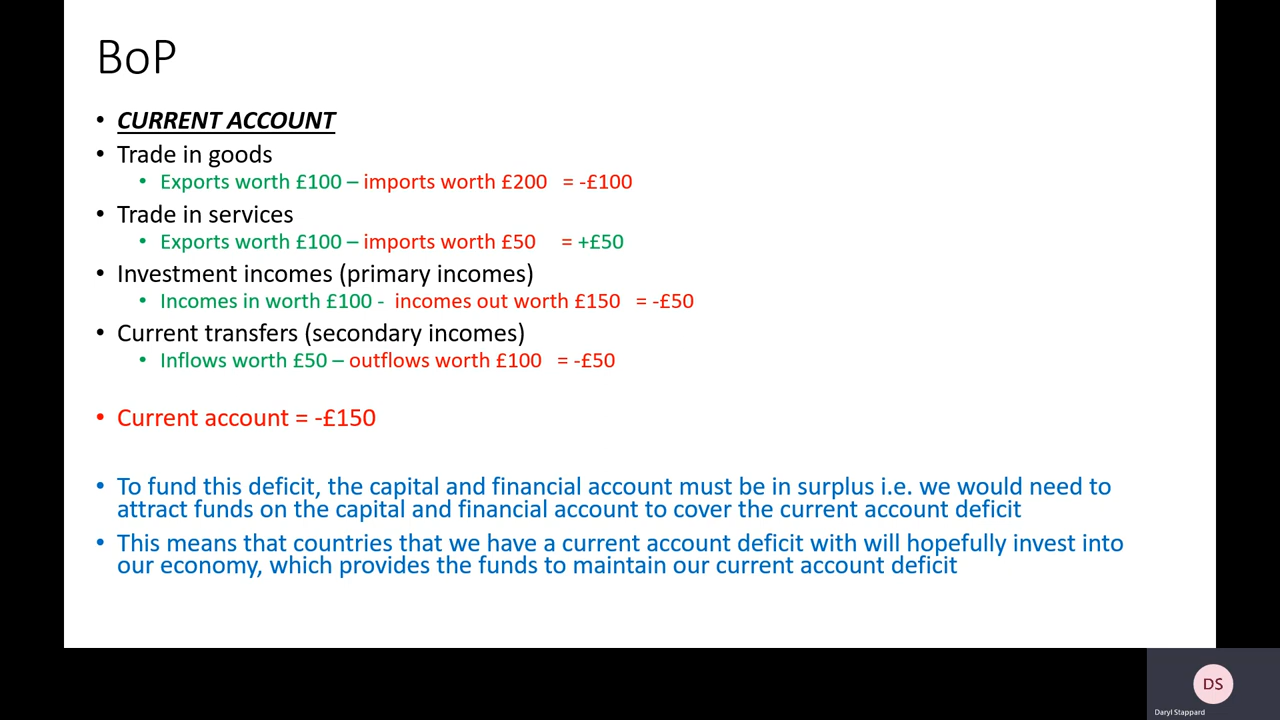 BoP
• CURRENT ACCOUNT
• Trade in goods
• Exports worth £100 – imports worth £200 = -£100
• Trade in services
• Exports worth £100 – imports worth £50 = +£50
• Investment incomes (primary incomes)
• Incomes in worth £100 - incomes out worth £150 = -£50
• Current transfers (secondary incomes)
• Inflows worth £50 – outflows worth £100 = -£50
• Current account = -£150
• To fund this deficit, the capital and financial account must be in surplus i.e. we would need to
attract funds on the capital and financial account to cover the current account deficit
• This means that countries that we have a current account deficit with will hopefully invest into
our economy, which provides the funds to maintain our current account deficit
DS
Daryl Stappard